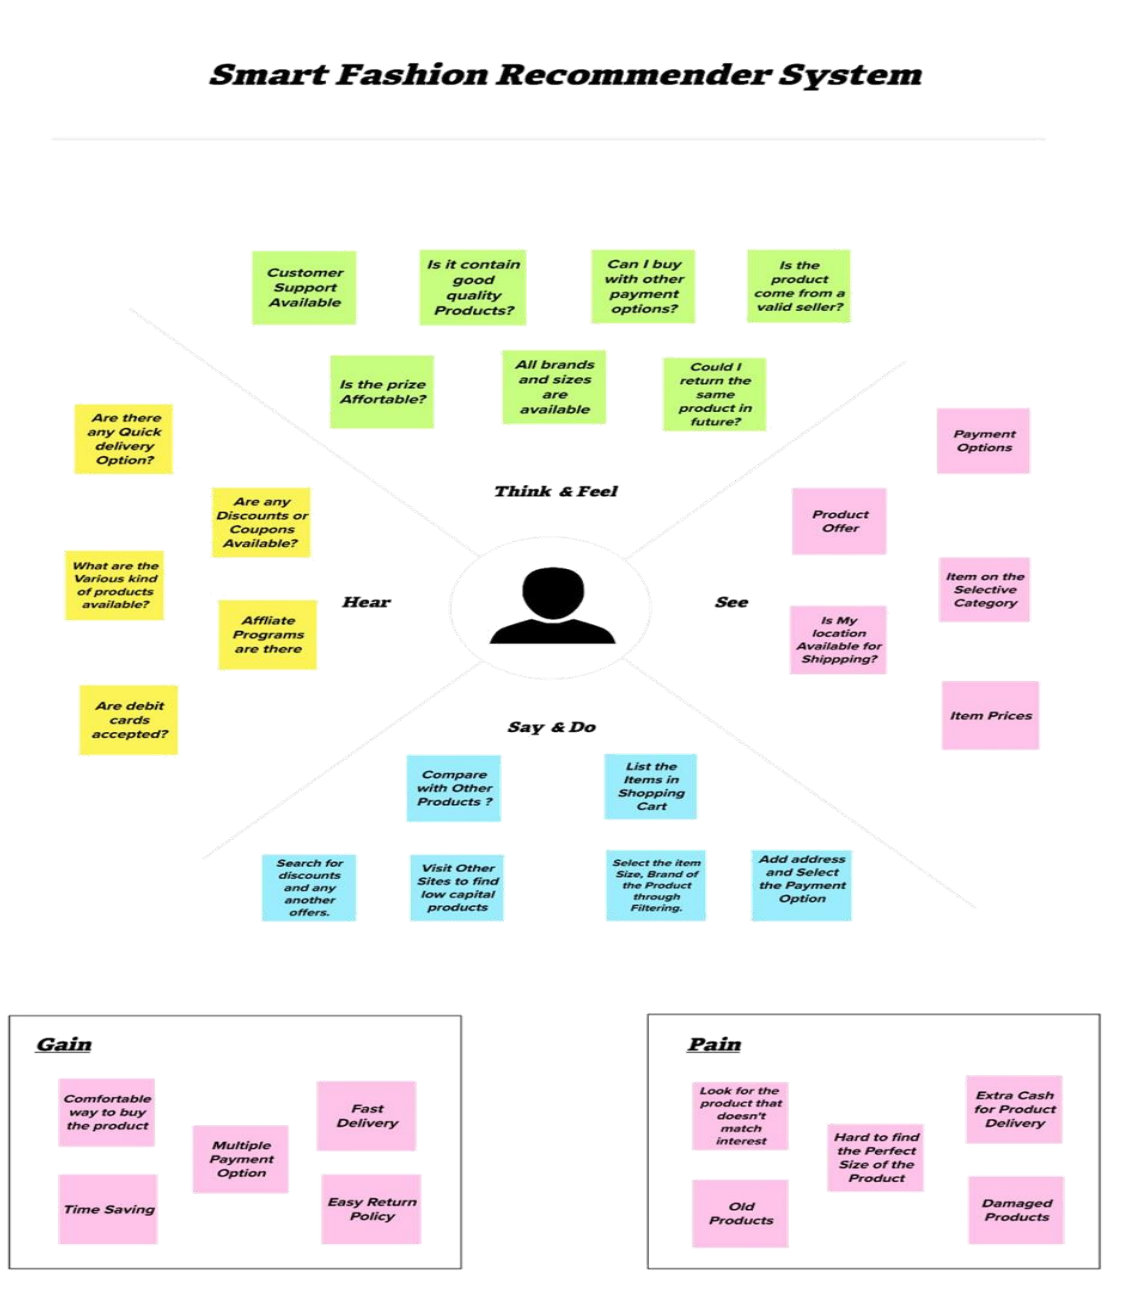 Smart Fashion Recommender System
Customer
Support
Available
Is it contain
good
quality
Products?
Can I buy
with other
payment
options?
Is the
product
come from a
valid seller?
Is the prize
Affortable?
All brands
and sizes
are
available
Could I
return the
same
product in
future?
Think & Feel
Are there
any Quick
delivery
Option?
Are any
Discounts or
Coupons
Available?
What are the
Various kind
of products
available?
Affliate
Programs
are there
Are debit
cards
accepted?
Hear
See
Payment
Options
Product
Offer
Item on the
Selective
Category
Is My
location
Available for
Shippping?
Item Prices
Say & Do
Compare
with Other
Products ?
List the
Items in
Shopping
Cart
Search for
discounts
and any
another
offers.
Visit Other
Sites to find
low capital
products
Select the item
Size, Brand of
the Product
through
Filtering.
Add address
and Select
the Payment
Option
Gain
Comfortable
way to buy
the product
Fast
Delivery
Multiple
Payment
Option
Time Saving
Easy Return
Policy
Pain
Look for the
product that
doesn't
match
interest
Extra Cash
for Product
Delivery
Hard to find
the Perfect
Size of the
Product
Old
Products
Damaged
Products